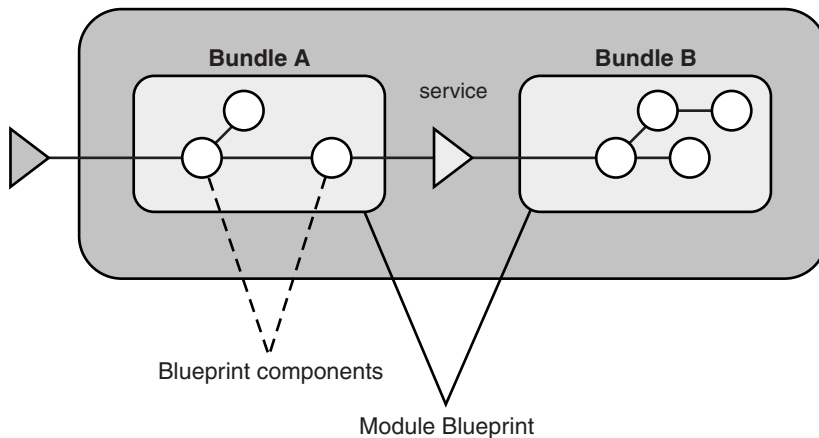 Bundle A
Bundle B
service
Blueprint components
Module Blueprint